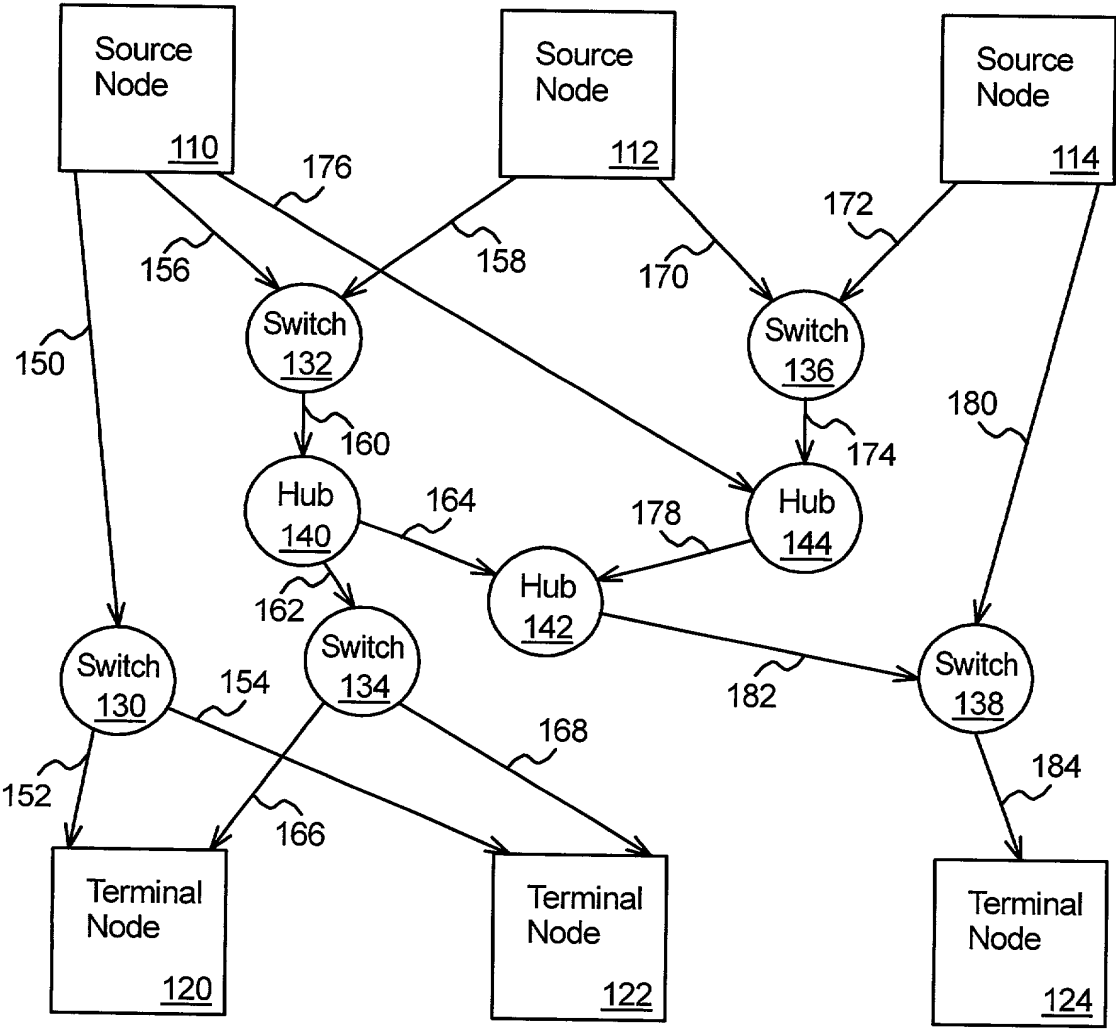 Source
Node
110
Source
Node
112
Source
Node
114
176
172
156
158
170
Switch
132
Switch
136
150
180
160
174
Hub
140
164
178
Hub
144
162
Hub
142
Switch
130
154
Switch
134
182
Switch
138
168
152
166
184
Terminal
Node
120
Terminal
Node
122
Terminal
Node
124